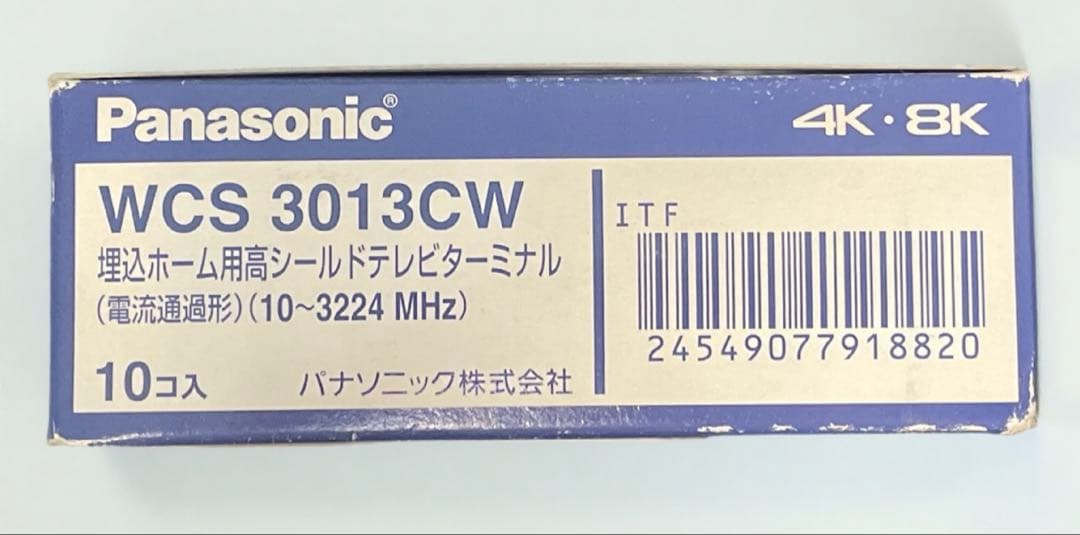 Panasonic®
4K・8K
WCS 3013CW
埋込ホーム用高シールドテレビターミナル
(電流通過形)(10~3224 MHz)
10コ入
パナソニック株式会社
ITF
24549077918820